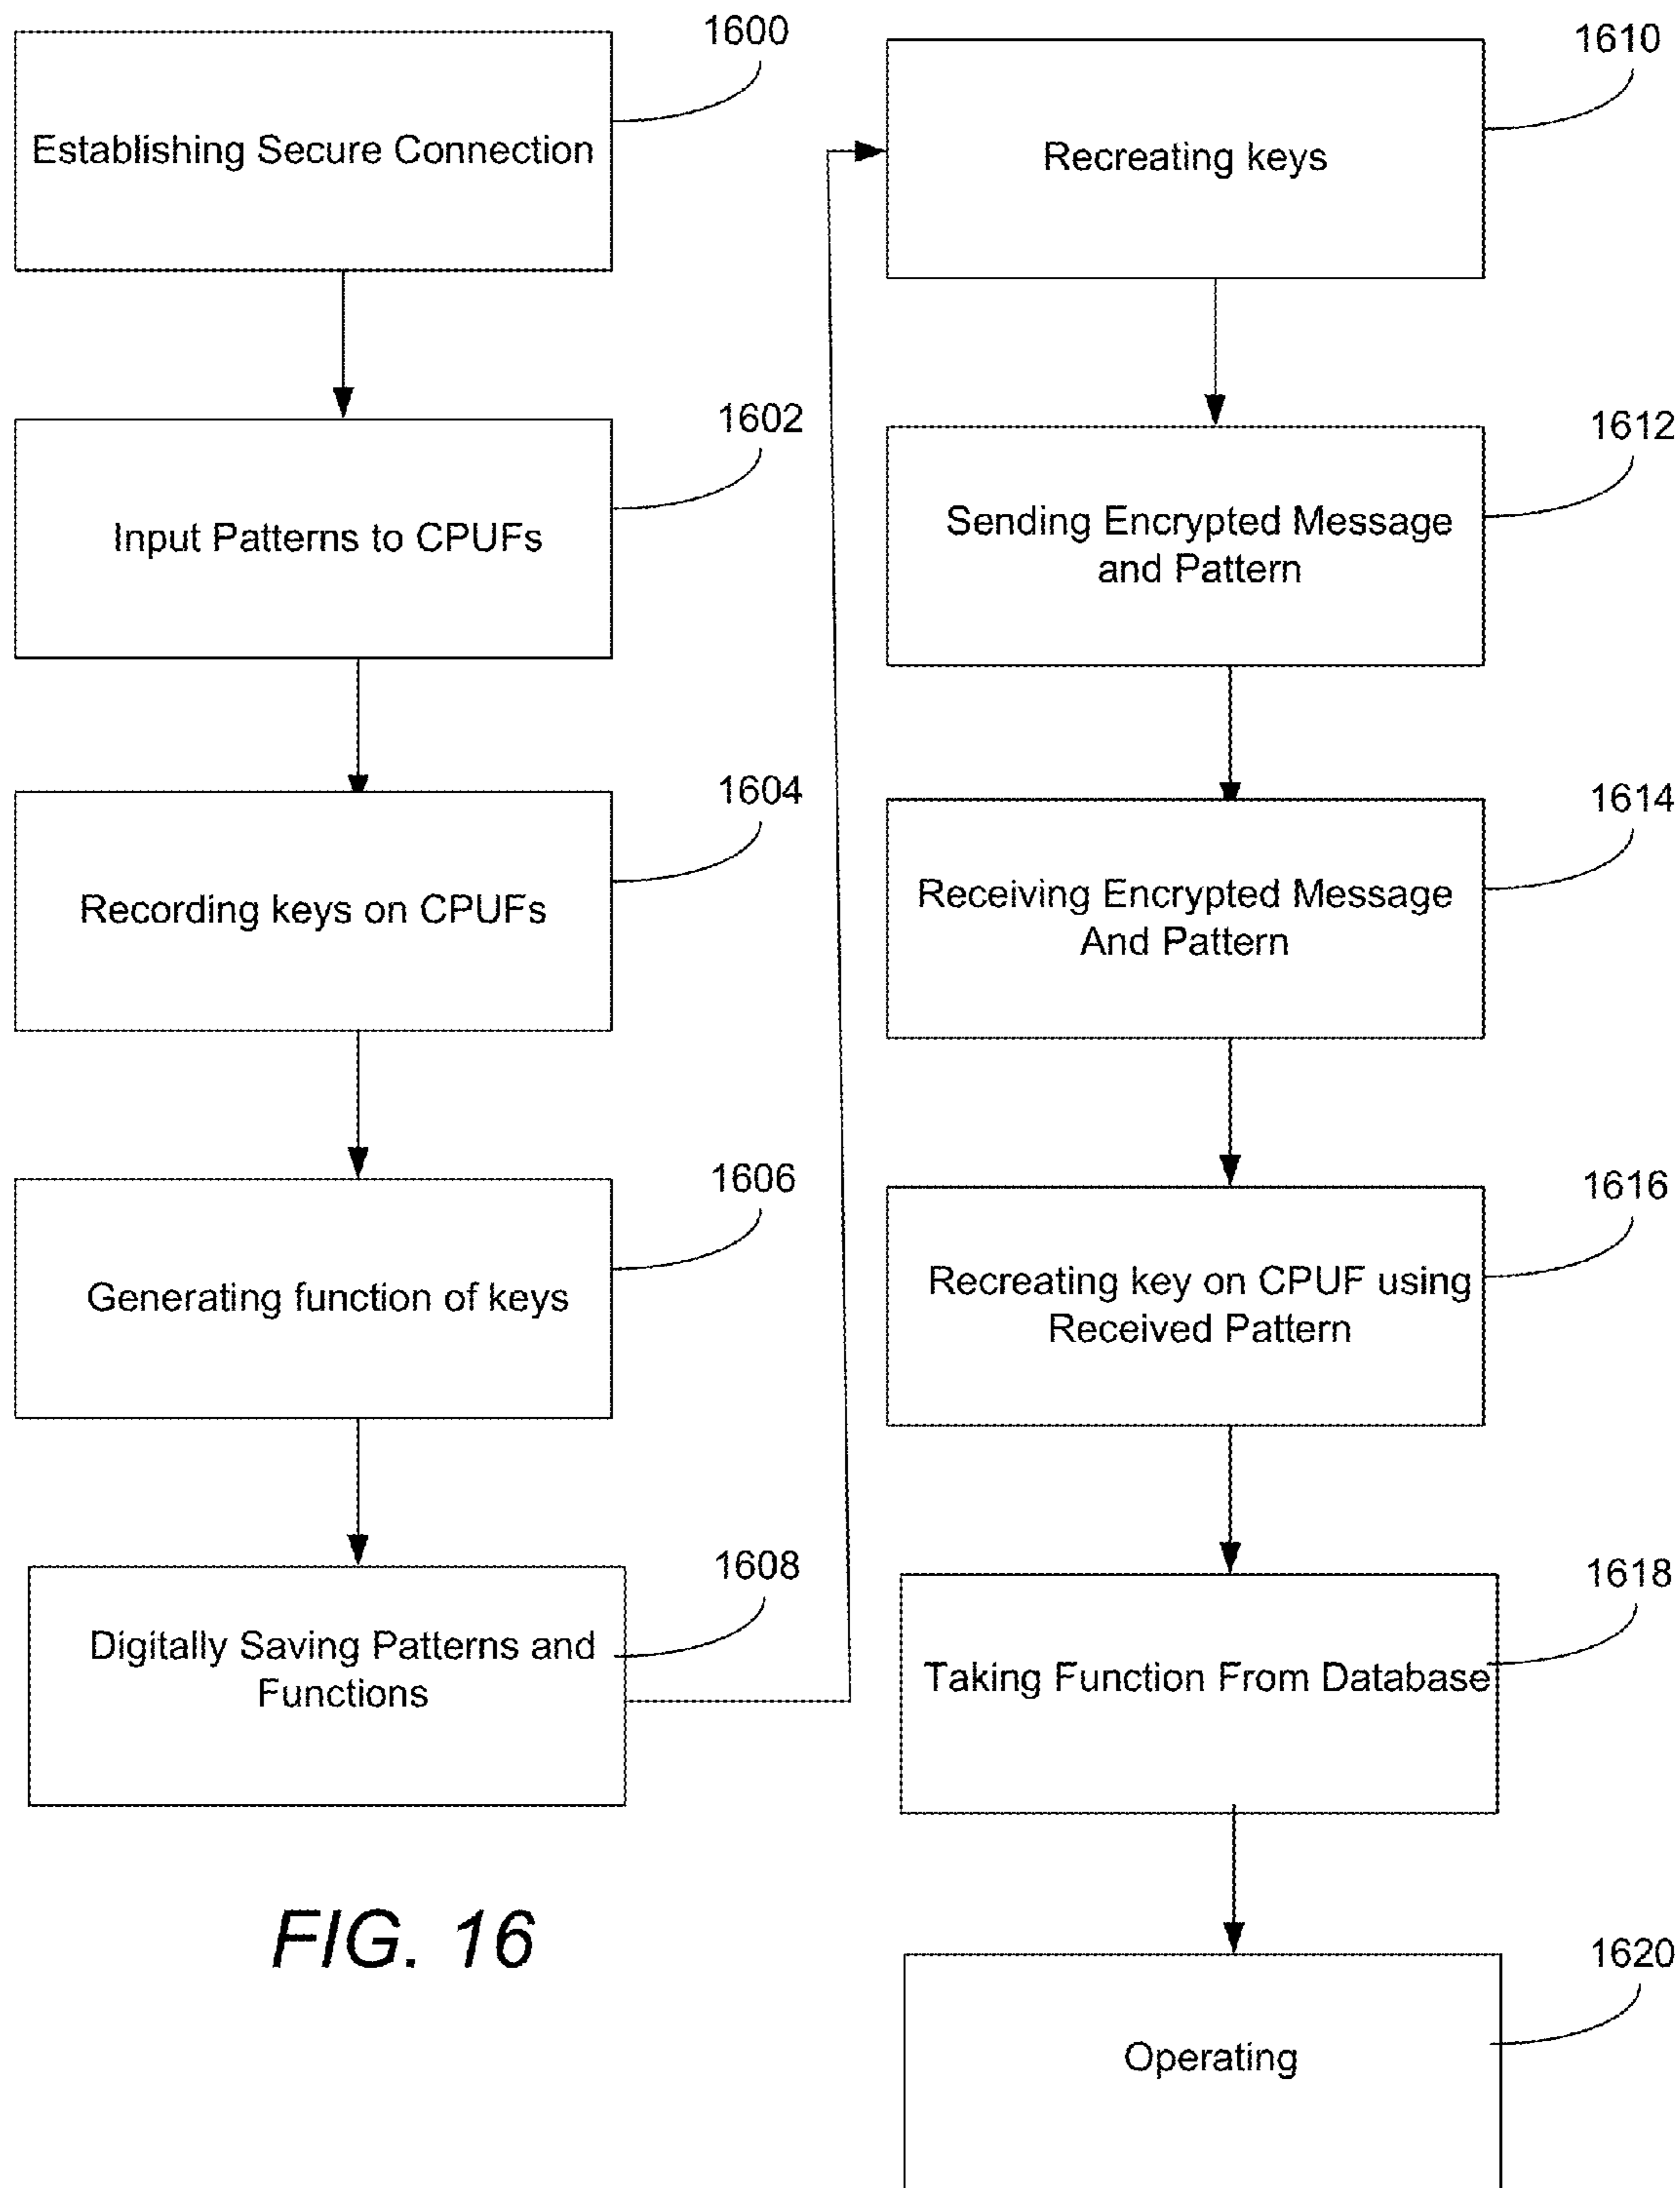 1600
Establishing Secure Connection
1602
Input Patterns to CPUFs
1604
Recording keys on CPUFs
1606
Generating function of keys
1608
Digitally Saving Patterns and
Functions
1610
Recreating keys
1612
Sending Encrypted Message
and Pattern
1614
Receiving Encrypted Message
And Pattern
1616
Recreating key on CPUF using
Received Pattern
1618
Taking Function From Database
1620
Operating
FIG. 16